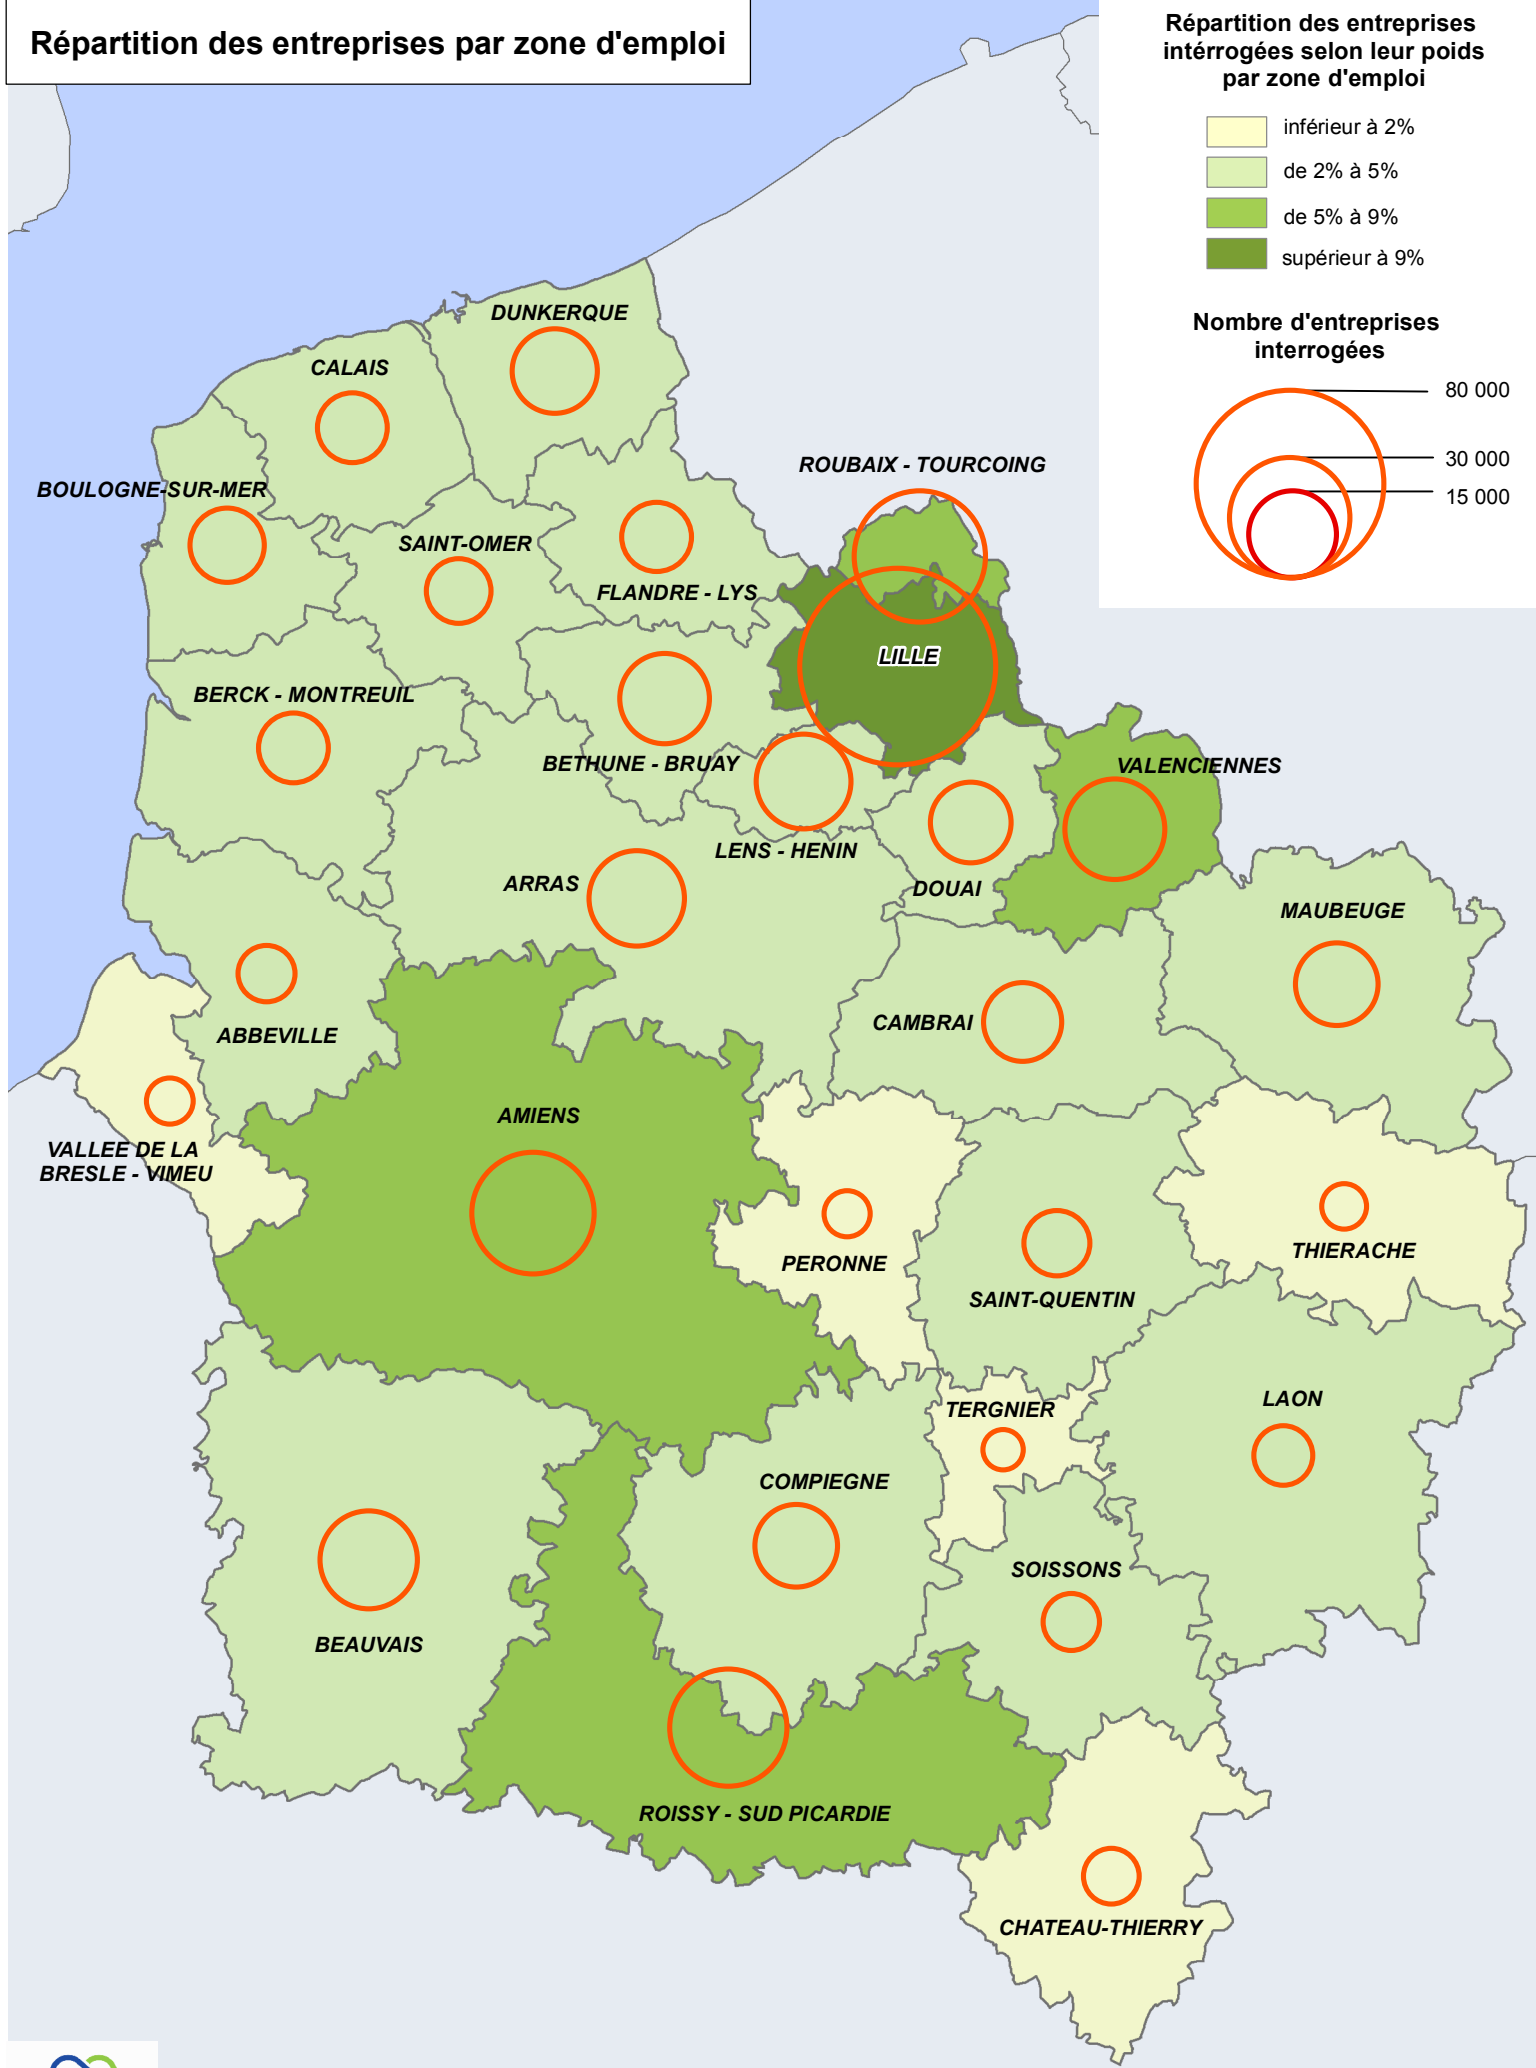 Répartition des entreprises par zone d'emploi
Répartition des entreprises
intérrogées selon leur poids
par zone d'emploi
inférieur à 2%
de 2% à 5%
de 5% à 9%
supérieur à 9%
Nombre d'entreprises
interrogées
80 000
30 000
15 000
DUNKERQUE
CALAIS
ROUBAIX - TOURCOING
BOULOGNE-SUR-MER
SAINT-OMER
FLANDRE - LYS
LILLE
BERCK - MONTREUIL
BETHUNE - BRUAY
VALENCIENNES
LENS - HENIN
ARRAS
DOUAI
MAUBEUGE
CAMBRAI
ABBEVILLE
AMIENS
VALLEE DE LA
BRESLE - VIMEU
PERONNE
THIERACHE
SAINT-QUENTIN
LAON
TERGNIER
COMPIEGNE
SOISSONS
BEAUVAIS
ROISSY - SUD PICARDIE
CHATEAU-THIERRY